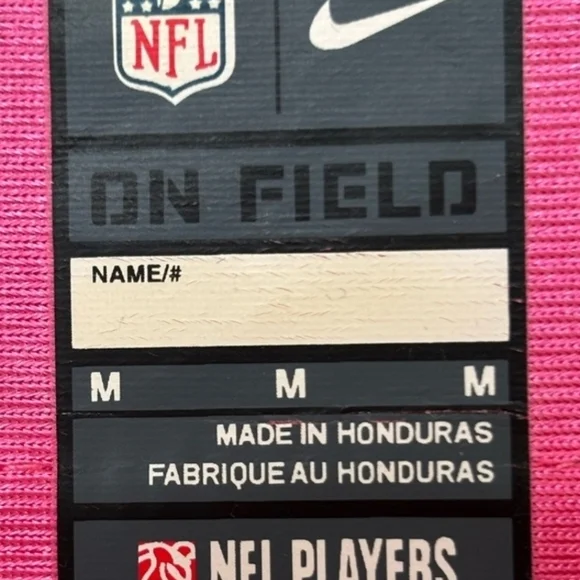 NFL
ON FIELD
NAME/#
M M M
MADE IN HONDURAS
FABRIQUE AU HONDURAS
NFL PLAYERS